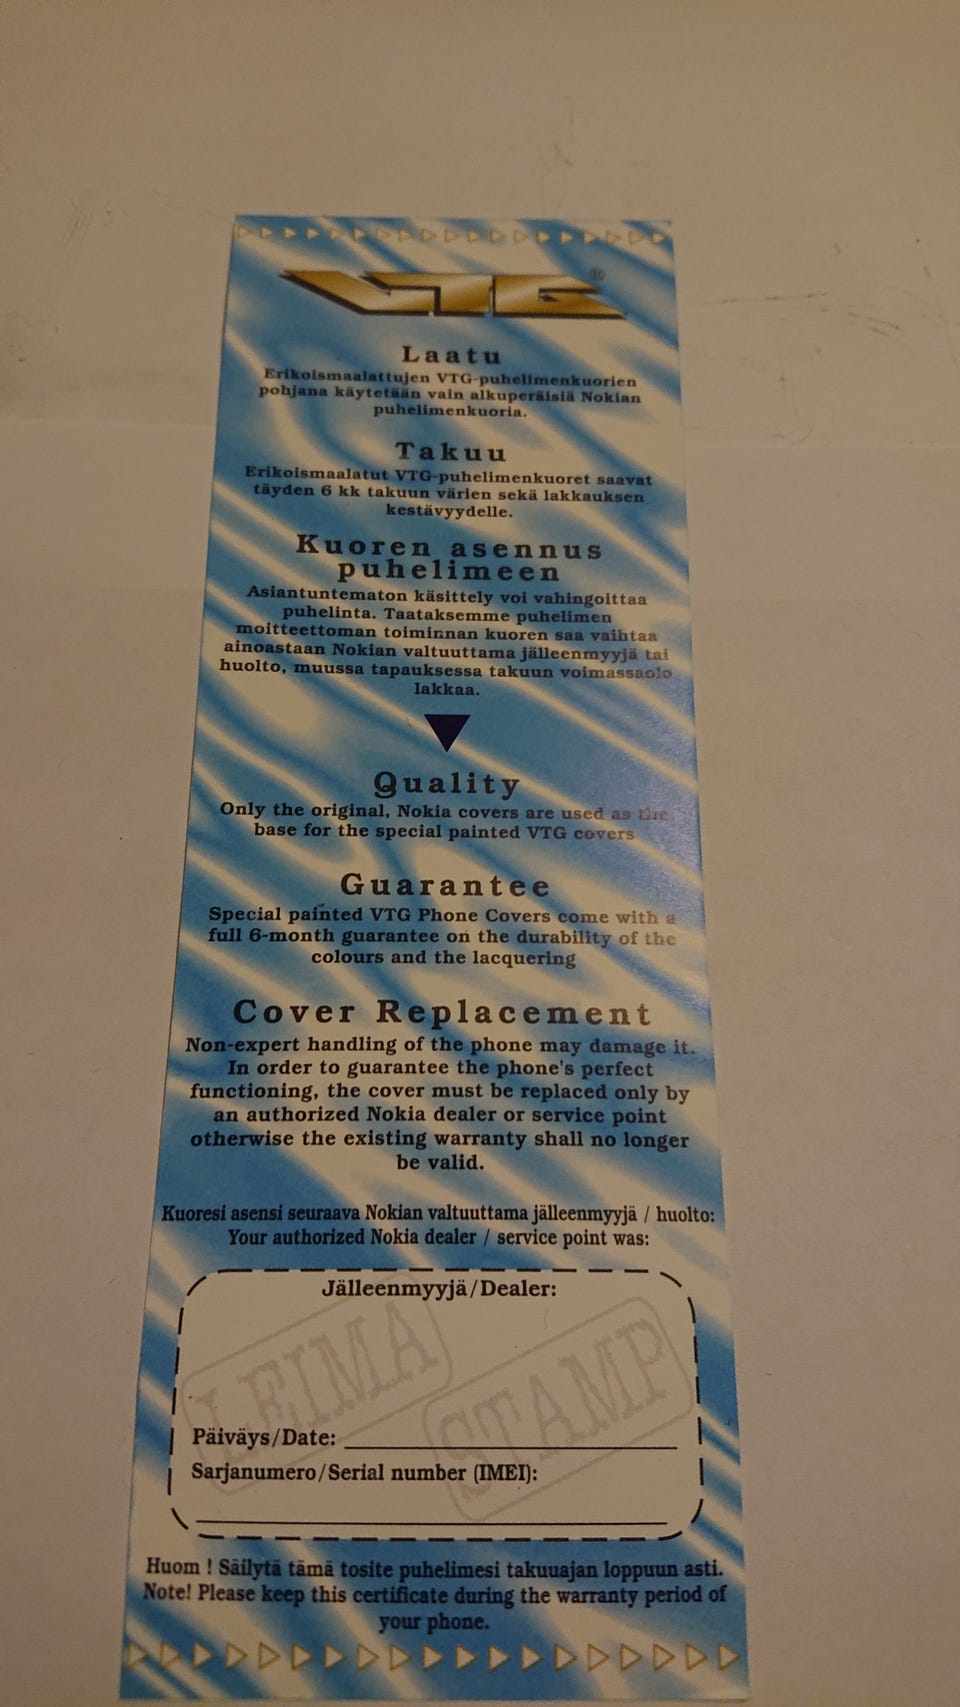 VTG®
Laatu
Erikoismaalattujen VTG-puhelimenkuorien
pohjana käytetään vain alkuperäisiä Nokian
puhelimenkuoria.
Takuu
Erikoismaalatut VTG-puhelimenkuoret saavat
täyden 6 kk takuun värien sekä lakkauksen
kestävyydelle.
Kuoren asennus
puhelimeen
Asiantuntematon käsittely voi vahingoittaa
puhelinta. Taataksemme puhelimen
moitteettoman toiminnan kuoren saa vaihtaa
ainoastaan Nokian valtuuttama jälleenmyyjä tai
huolto, muussa tapauksessa takuun voimassaolo
lakkaa.
Quality
Only the original, Nokia covers are used as the
base for the special painted VTG covers
Guarantee
Special painted VTG Phone Covers come with a
full 6-month guarantee on the durability of the
colours and the lacquering
Cover Replacement
Non-expert handling of the phone may damage it.
In order to guarantee the phone's perfect
functioning, the cover must be replaced only by
an authorized Nokia dealer or service point
otherwise the existing warranty shall no longer
be valid.
Kuoresi asensi seuraava Nokian valtuuttama jälleenmyyjä / huolto:
Your authorized Nokia dealer / service point was:
Jälleenmyyjä/Dealer:
LEIMA
STAMP
Päiväys/Date:
Sarjanumero/Serial number (IMEI):
Huom ! Säilytä tämä tosite puhelimesi takuuajan loppuun asti.
Note! Please keep this certificate during the warranty period of
your phone.